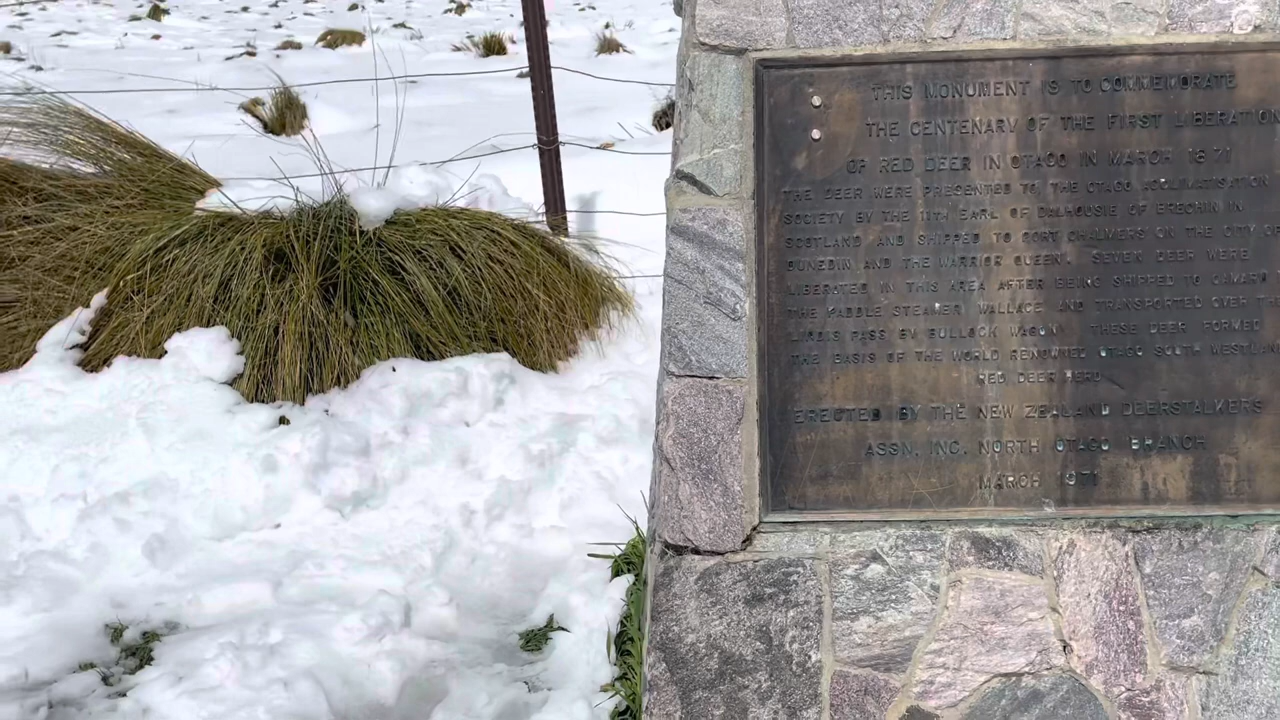 THIS MONUMENT IS TO COMMEMORATE
THE CENTENARY OF THE FIRST LIBERATION
OF RED DEER IN OTAGO IN MARCH 1871
THE DEER WERE PRESENTED TO THE OTAGO ACCLIMATISATION
SOCIETY BY THE 11TH EARL OF DALHOUSIE OF BRECHIN IN
SCOTLAND AND SHIPPED TO PORT CHALMERS ON THE CITY OF
DUNEDIN AND THE WARRIOR QUEEN. SEVEN DEER WERE
LIBERATED IN THIS AREA AFTER BEING SHIPPED TO OAMARU
THE PADDLE STEAMER WALLACE AND TRANSPORTED OVER TH
LINDIS PASS BY BULLOCK WAGON. THESE DEER FORMED
THE BASIS OF THE WORLD RENOWNED OTAGO SOUTH WESTLAN
RED DEER HERD
ERECTED BY THE NEW ZEALAND DEERSTALKERS
ASSN. INC. NORTH OTAGO BRANCH
MARCH 1971